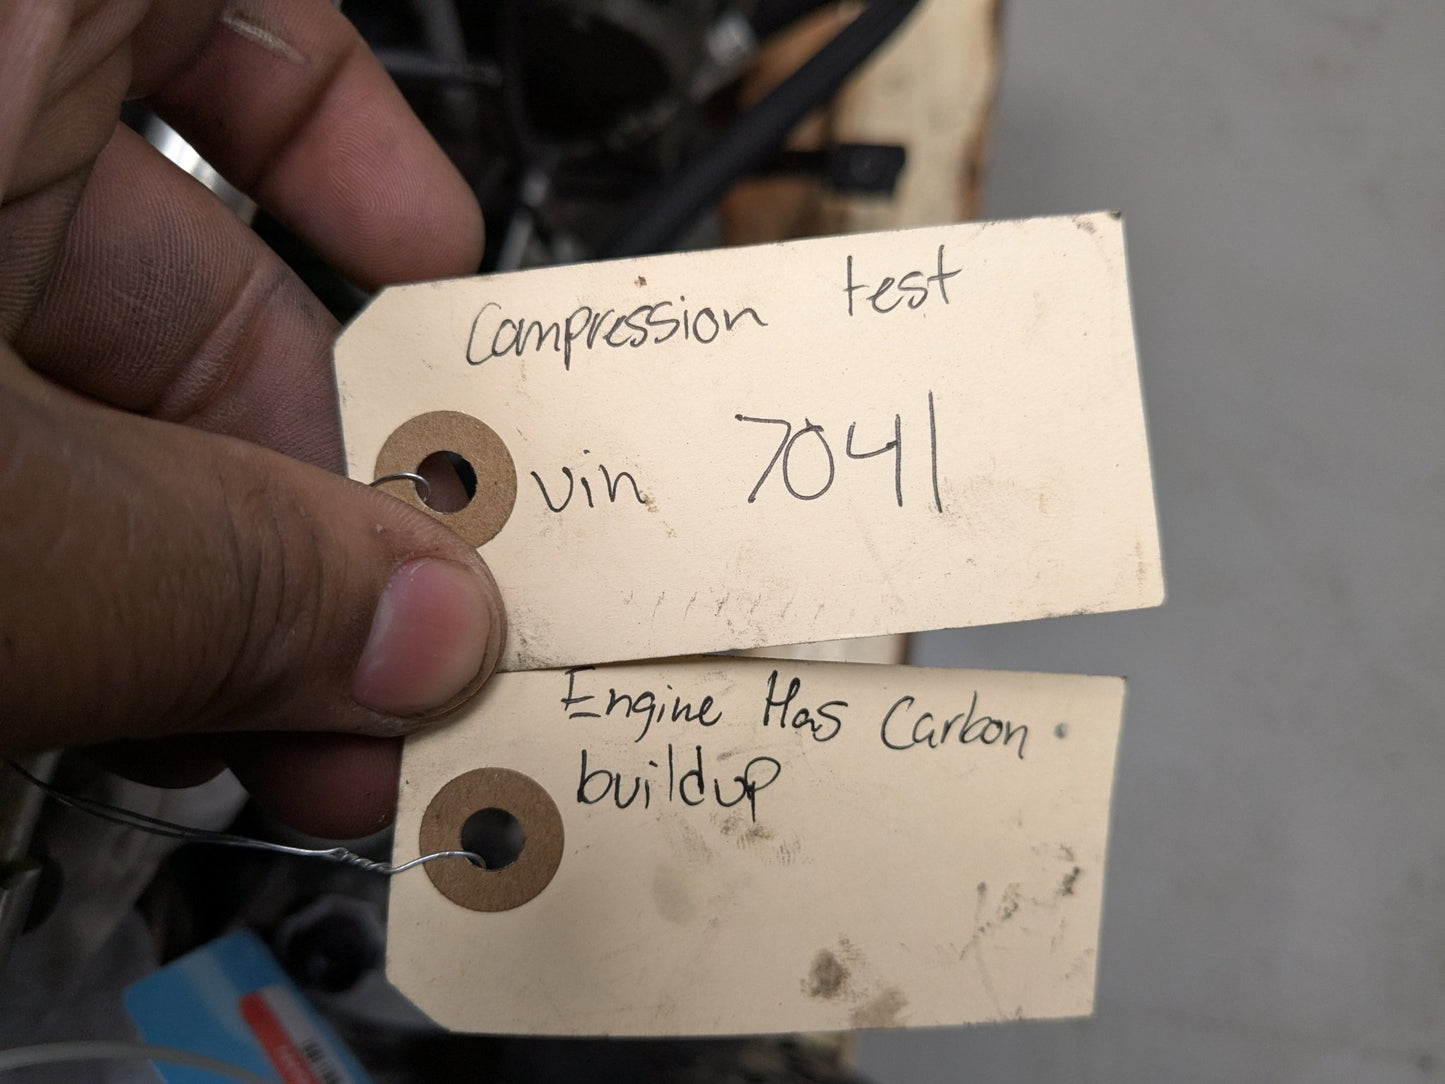 Compression test
vin 7041
Engine Has Carbon
buildup